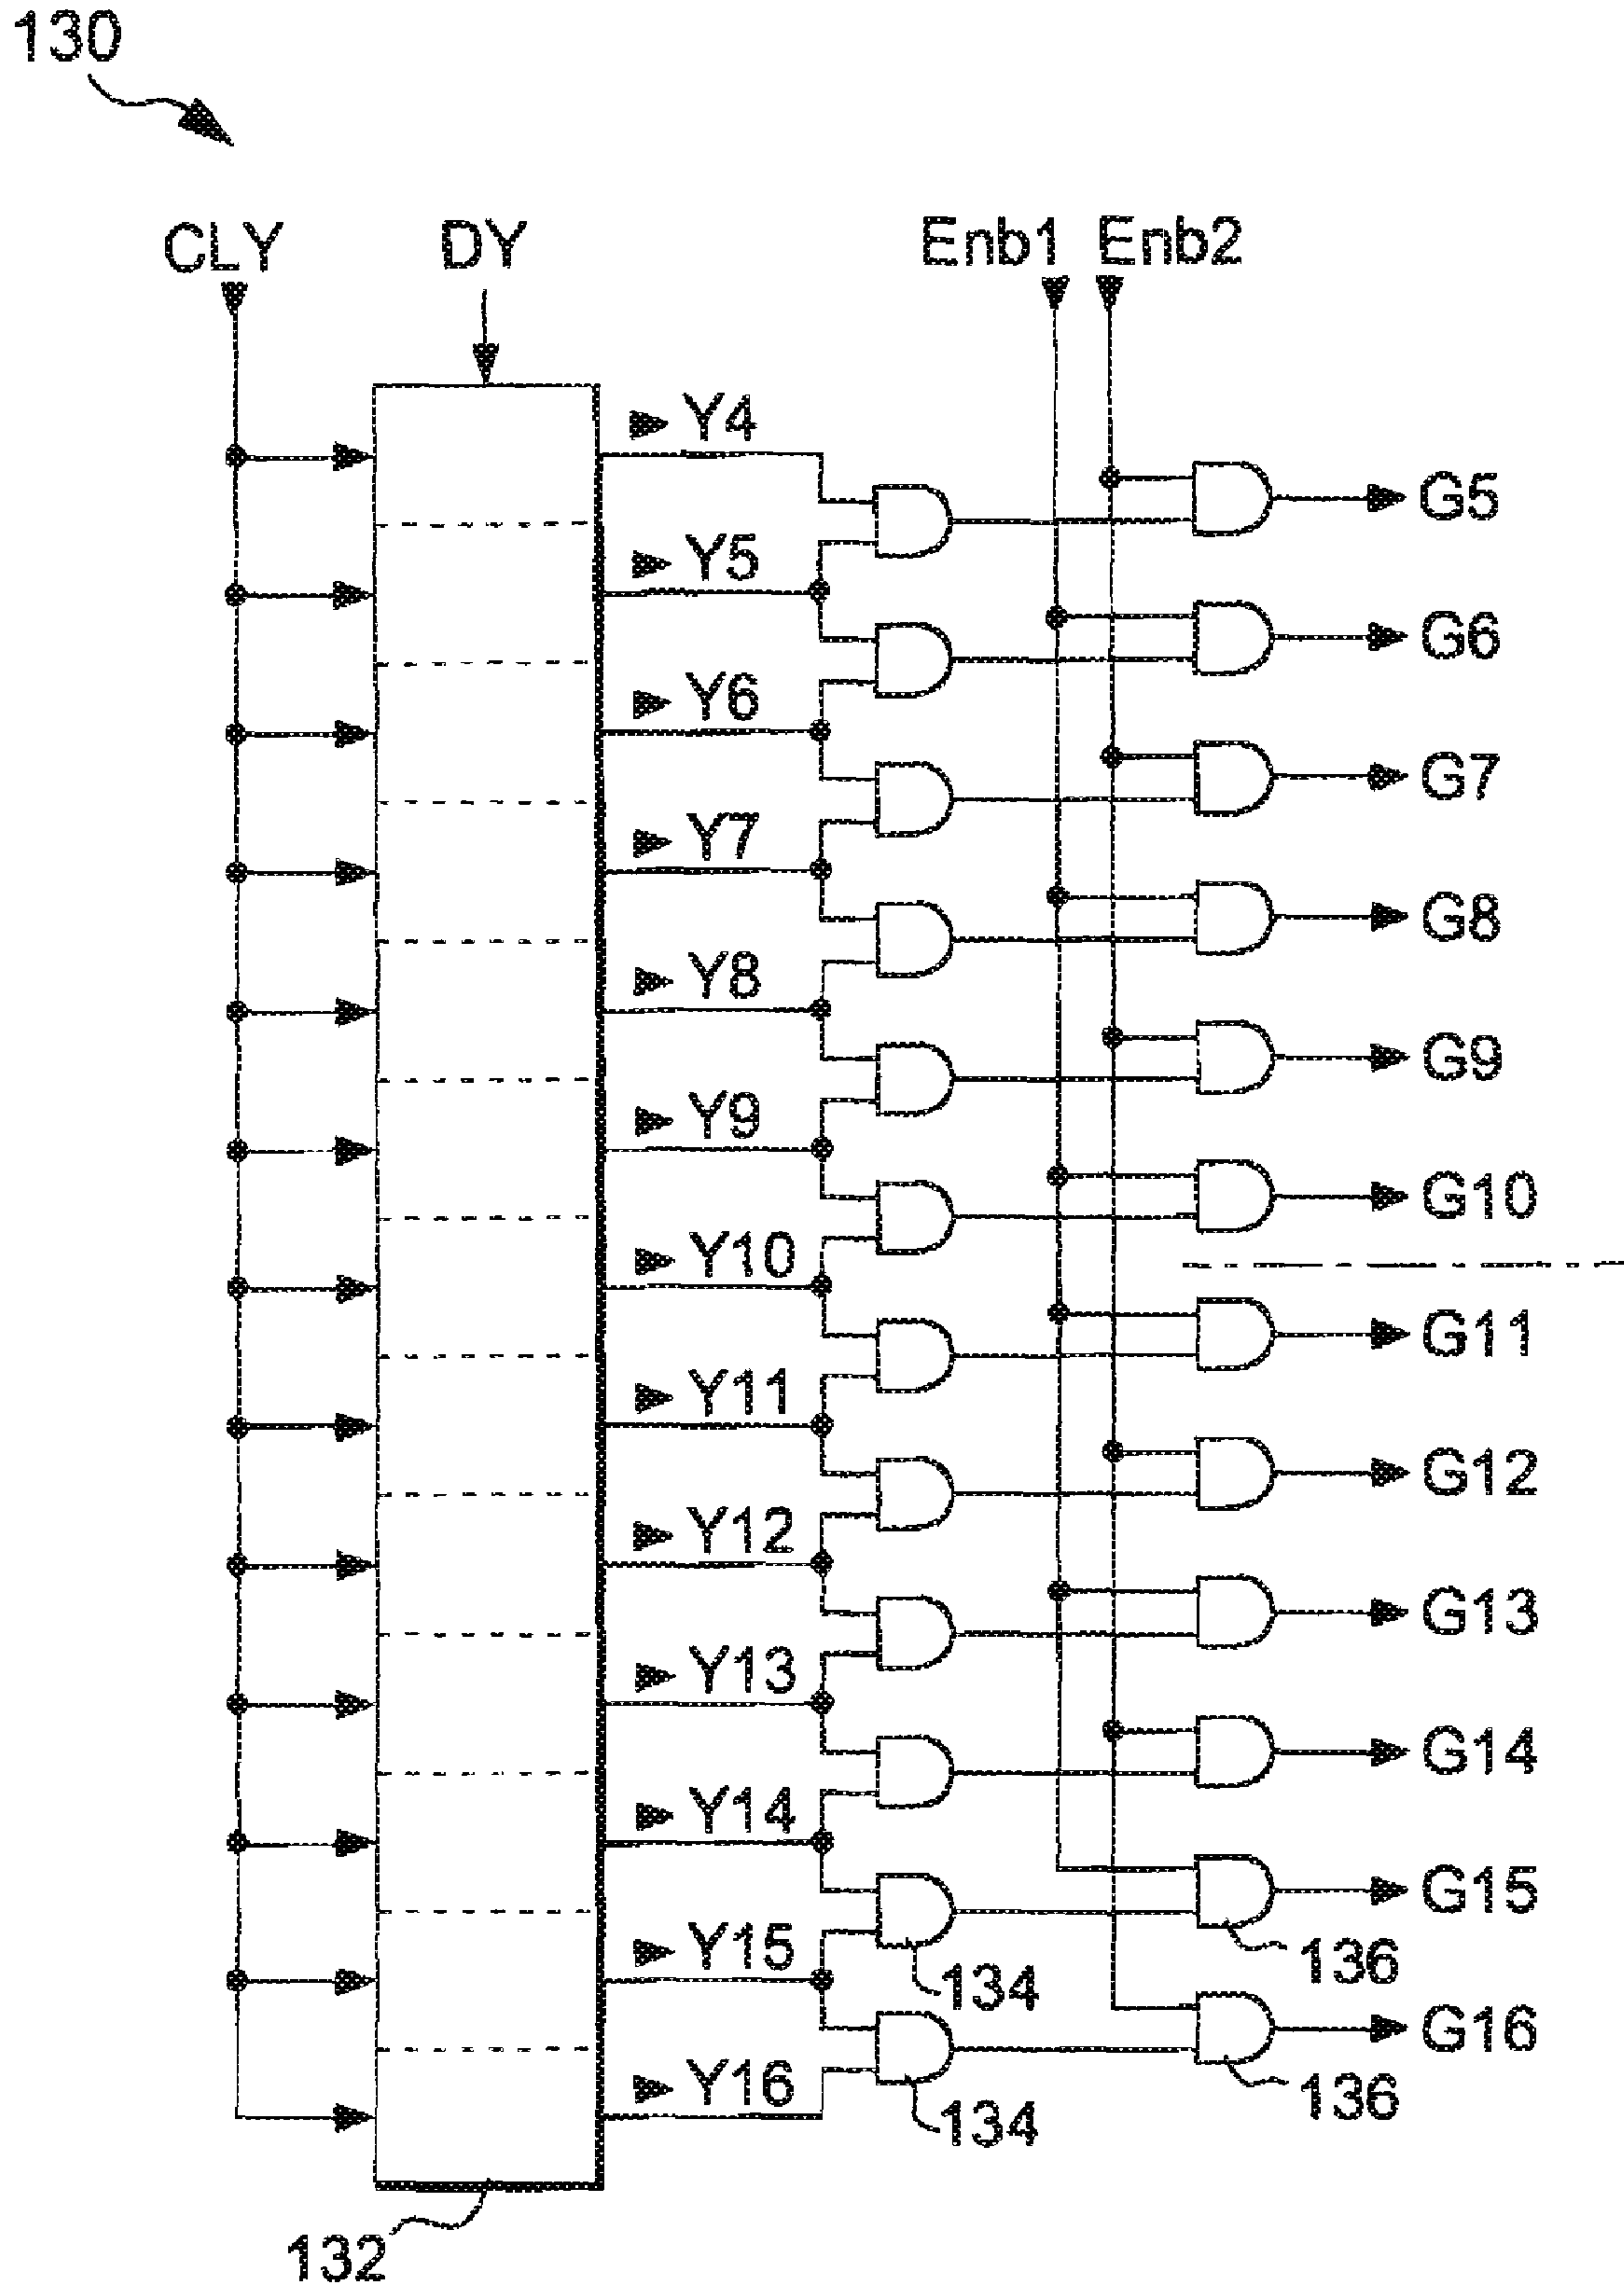 130
CLY DY Enb1 Enb2
Y4
G5
Y5
G6
Y6
G7
Y7
G8
Y8
G9
Y9
G10
Y10
G11
Y11
G12
Y12
G13
Y13
G14
Y14
G15
Y15
134
136
G16
Y16
134
136
132